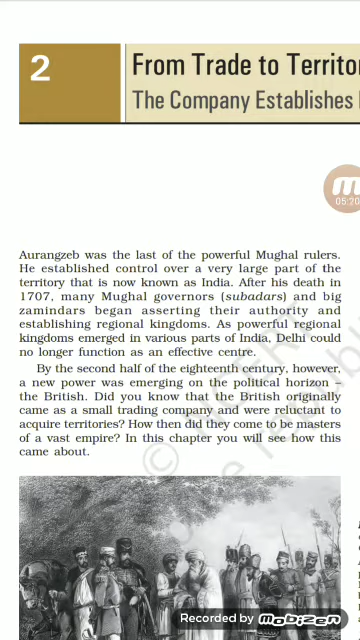 2
From Trade to
The Company Establishes
05:20
Aurangzeb was the last of the powerful Mughal rulers.
He established control over a very large part of the
territory that is now known as India. After his death in
1707, many Mughal governors (subadars) and big
zamindars began asserting their authority and
establishing regional kingdoms. As powerful regional
kingdoms emerged in various parts of India, Delhi could
no longer function as an effective centre.
By the second half of the eighteenth century, however,
a new power was emerging on the political horizon –
the British. Did you know that the British originally
came as a small trading company and were reluctant to
acquire territories? How then did they come to be masters
of a vast empire? In this chapter you will see how this
came about.
© NCERT
Recorded by mobizen